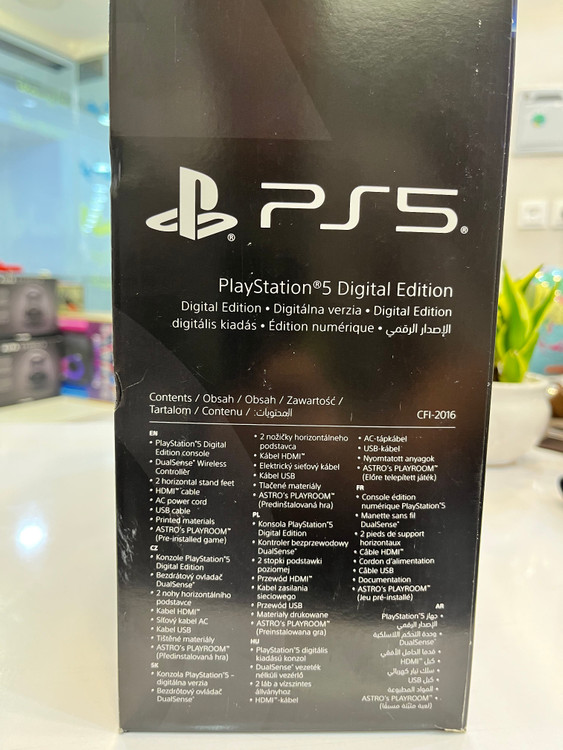 PS5®
PlayStation®5 Digital Edition
Digital Edition • Digitálna verzia • Digital Edition
digitális kiadás • Édition numérique • الإصدار الرقمي
Contents / Obsah / Obsah / Zawartość /
Tartalom / Contenu / المحتويات:
CFI-2016
EN
• PlayStation®5 Digital
Edition console
• DualSense® Wireless
Controller
• 2 horizontal stand feet
• HDMI™ cable
• AC power cord
• USB cable
• Printed materials
• ASTRO's PLAYROOM™
(Pre-installed game)
CZ
• Konzole PlayStation®5
Digital Edition
• Bezdrátový ovladač
DualSense®
• 2 nohy horizontálního
podstavce
• Kabel HDMI™
• Síťový kabel AC
• Kabel USB
• Tištěné materiály
• ASTRO's PLAYROOM™
(Předinstalovaná hra)
SK
• Konzola PlayStation®5 –
digitálna verzia
• Bezdrôtový ovládač
DualSense®
• 2 nožičky horizontálneho
podstavca
• Kábel HDMI™
• Elektrický sieťový kábel
• Kábel USB
• Tlačené materiály
• ASTRO's PLAYROOM™
(Predinštalovaná hra)
PL
• Konsola PlayStation®5
Digital Edition
• Kontroler bezprzewodowy
DualSense®
• 2 stopki podstawki
poziomej
• Przewód HDMI™
• Kabel zasilania
sieciowego
• Przewód USB
• Materiały drukowane
• ASTRO's PLAYROOM™
(Preinstalowana gra)
HU
• PlayStation®5 digitális
kiadású konzol
• DualSense® vezeték
nélküli vezérlő
• 2 láb a vízszintes
állványhoz
• HDMI™-kábel
• AC-tápkábel
• USB-kábel
• Nyomtatott anyagok
• ASTRO's PLAYROOM™
(Előre telepített játék)
FR
• Console édition
numérique PlayStation®5
• Manette sans fil
DualSense®
• 2 pieds de support
horizontaux
• Câble HDMI™
• Cordon d'alimentation
• Câble USB
• Documentation
• ASTRO's PLAYROOM™
(Jeu pré-installé)
AR
• جهاز PlayStation®5
الإصدار الرقمي
• وحدة التحكم اللاسلكية
DualSense®
• قدما الحامل الأفقي
• كبل HDMI™
• سلك تيار كهربائي
• كبل USB
• المواد المطبوعة
• ASTRO's PLAYROOM™
(لعبة مثبتة مسبقًا)